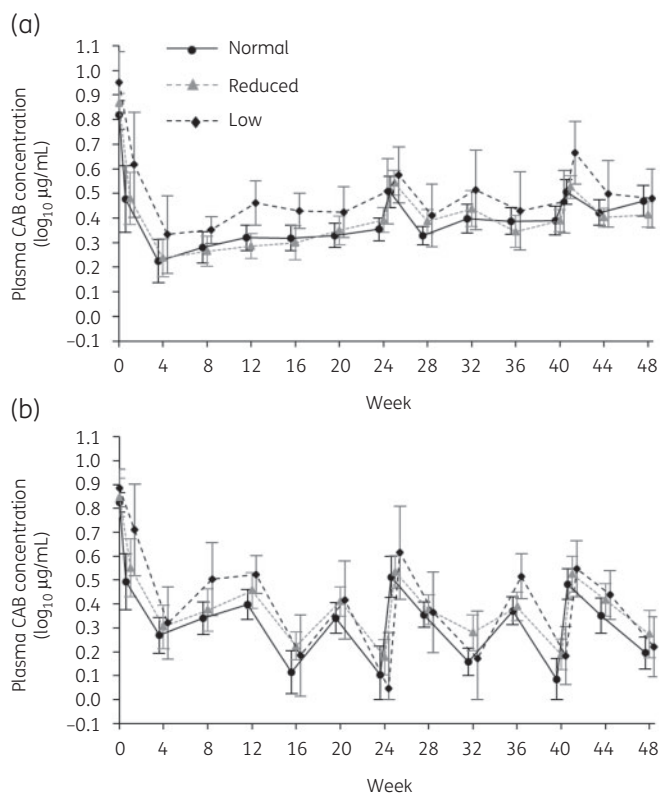 (a)
Normal
Reduced
Low
Plasma CAB concentration
(log₁₀ µg/mL)
1.1
1.0
0.9
0.8
0.7
0.6
0.5
0.4
0.3
0.2
0.1
0.0
–0.1
0 4 8 12 16 20 24 28 32 36 40 44 48
Week
(b)
Plasma CAB concentration
(log₁₀ µg/mL)
1.1
1.0
0.9
0.8
0.7
0.6
0.5
0.4
0.3
0.2
0.1
0.0
–0.1
0 4 8 12 16 20 24 28 32 36 40 44 48
Week